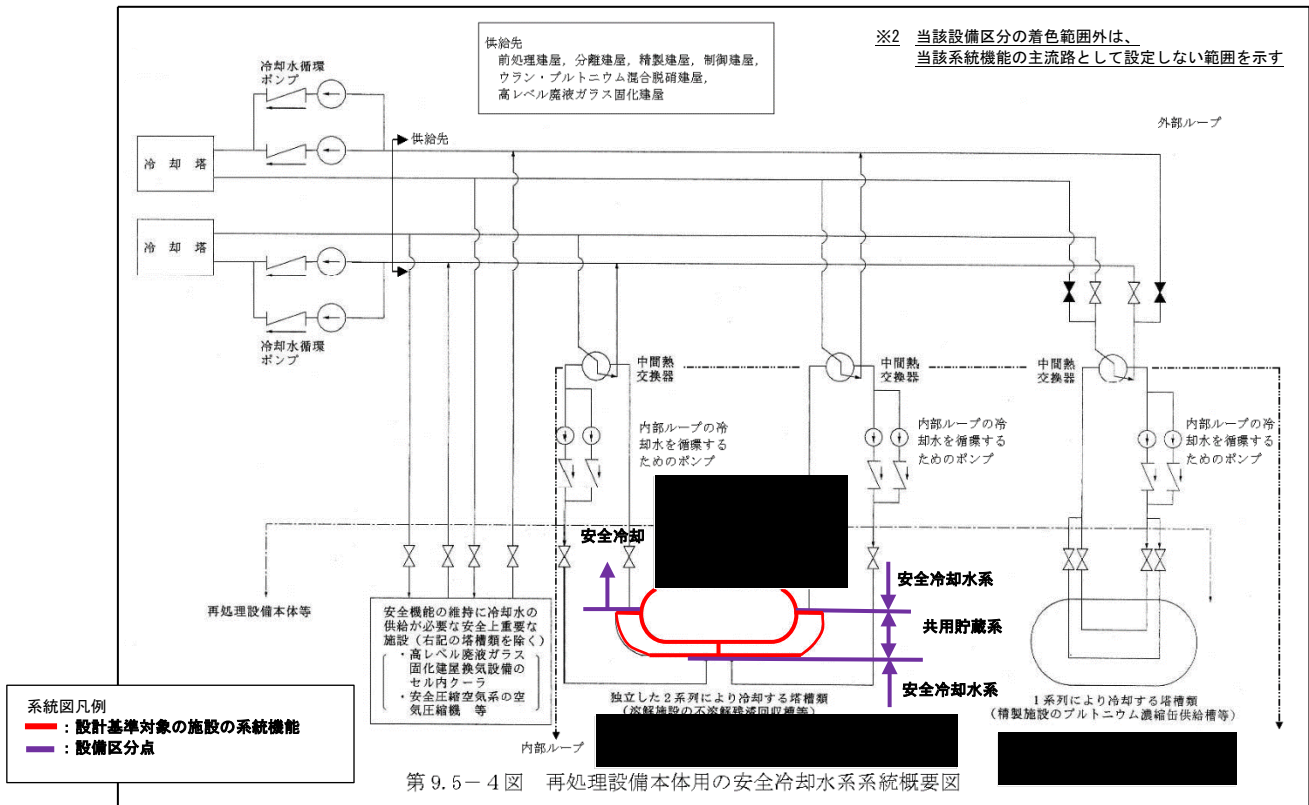 供給先
前処理建屋，分離建屋，精製建屋，制御建屋，
ウラン・プルトニウム混合脱硝建屋，
高レベル廃液ガラス固化建屋
※2　当該設備区分の着色範囲外は、
当該系統機能の主流路として設定しない範囲を示す
冷却水循環
ポンプ
供給先
外部ループ
冷却塔
冷却塔
冷却水循環
ポンプ
中間熱
交換器
中間熱
交換器
中間熱
交換器
内部ループの冷
却水を循環する
ためのポンプ
内部ループの冷
却水を循環する
ためのポンプ
内部ループの冷
却水を循環する
ためのポンプ
安全冷却
安全冷却水系
共用貯蔵系
安全冷却水系
再処理設備本体等
安全機能の維持に冷却水の
供給が必要な安全上重要な
施設（右記の塔槽類を除く）
・高レベル廃液ガラス
固化建屋換気設備の
セル内クーラ
・安全圧縮空気系の空
気圧縮機　等
独立した２系列により冷却する塔槽類
（溶解施設の不溶解残渣回収槽等）
１系列により冷却する塔槽類
（精製施設のプルトニウム濃縮缶供給槽等）
内部ループ
系統図凡例
：設計基準対象の施設の系統機能
：設備区分点
第9.5－4図　再処理設備本体用の安全冷却水系系統概要図